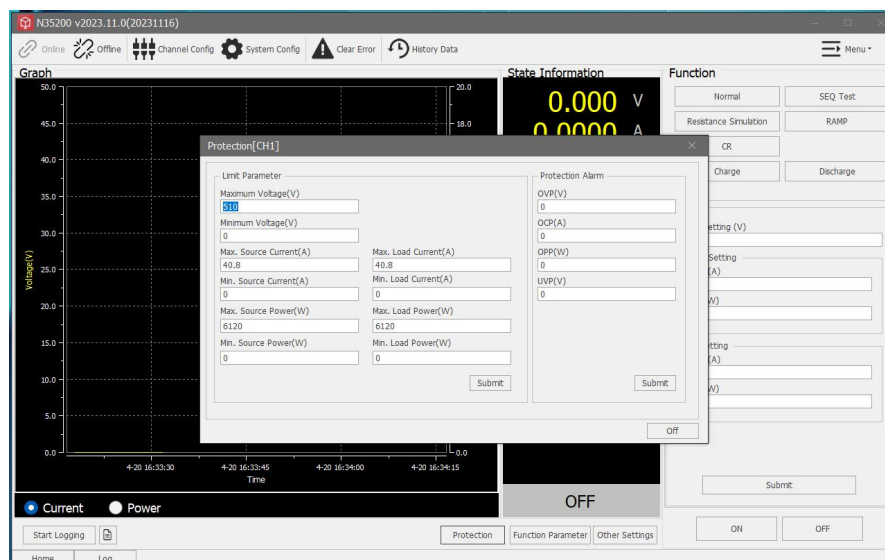 N35200 v2023.11.0(20231116)
Online Offline Channel Config System Config Clear Error History Data Menu
Graph
50.0
45.0
40.0
35.0
30.0
25.0
20.0
15.0
10.0
5.0
0.0
Voltage(V)
20.0
18.0
0.0
4-20 16:33:30 4-20 16:33:45 4-20 16:34:00 4-20 16:34:15
Time
Current Power
State Information
0.000 V
0.0000 A
OFF
Function
Normal SEQ Test
Resistance Simulation RAMP
CR
Charge Discharge
etting (V)
Setting
(A)
W)
tting
(A)
W)
Submit
ON OFF
Protection[CH1]
Limit Parameter
Maximum Voltage(V)
510
Minimum Voltage(V)
0
Max. Source Current(A) Max. Load Current(A)
40.8 40.8
Min. Source Current(A) Min. Load Current(A)
0 0
Max. Source Power(W) Max. Load Power(W)
6120 6120
Min. Source Power(W) Min. Load Power(W)
0 0
Submit
Protection Alarm
OVP(V)
0
OCP(A)
0
OPP(W)
0
UVP(V)
0
Submit
Off
Start Logging Protection Function Parameter Other Settings
Home Log